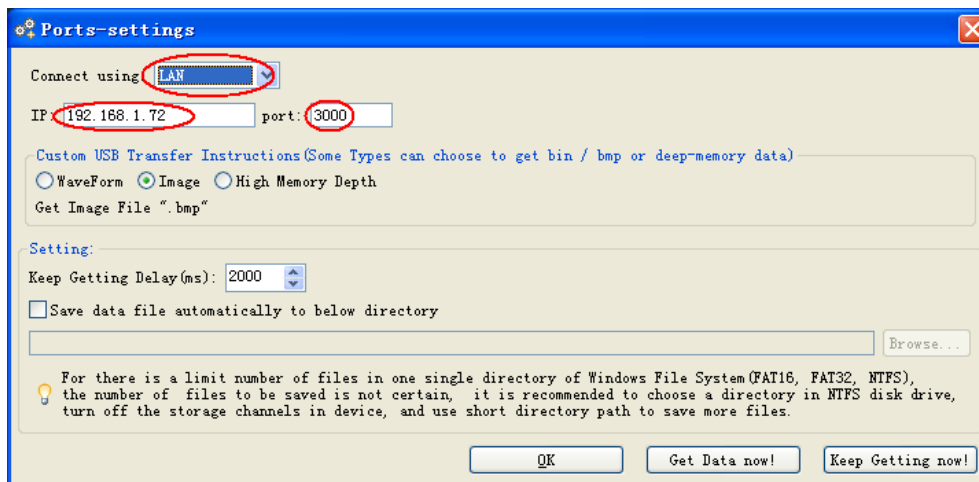 Ports-settings
Connect using: LAN
IP: 192.168.1.72 port: 3000
Custom USB Transfer Instructions(Some Types can choose to get bin / bmp or deep-memory data)
WaveForm Image High Memory Depth
Get Image File ".bmp"
Setting:
Keep Getting Delay(ms): 2000
Save data file automatically to below directory
Browse...
For there is a limit number of files in one single directory of Windows File System(FAT16, FAT32, NTFS),
the number of files to be saved is not certain, it is recommended to choose a directory in NTFS disk drive,
turn off the storage channels in device, and use short directory path to save more files.
OK Get Data now! Keep Getting now!